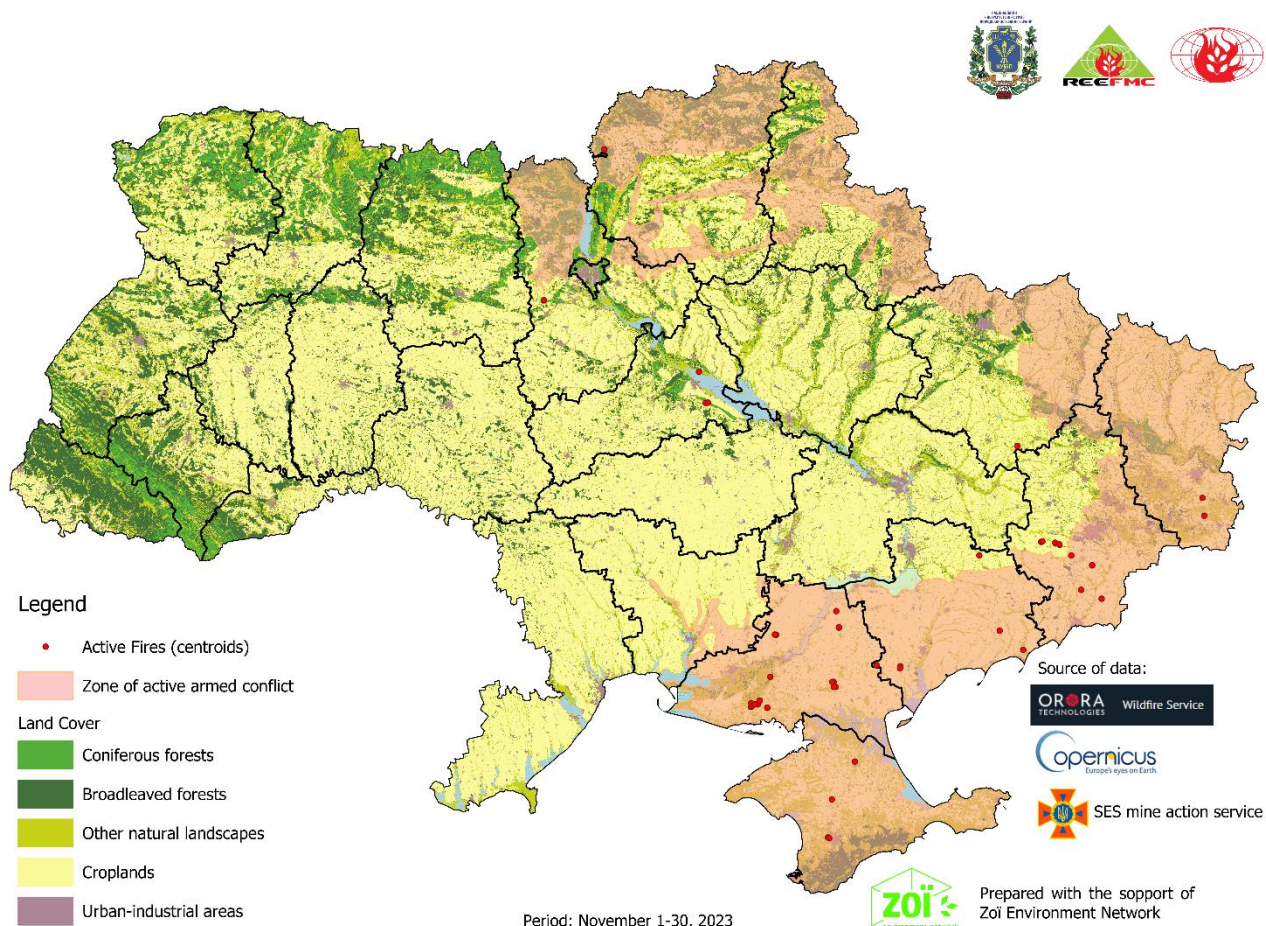 REEFMC
Legend
Active Fires (centroids)
Zone of active armed conflict
Land Cover
Coniferous forests
Broadleaved forests
Other natural landscapes
Croplands
Urban-industrial areas
Period: November 1-30, 2023
Source of data:
ORORA
TECHNOLOGIES
Wildfire Service
opernicus
Europe's eyes on Earth
SES mine action service
ZOÏ
Prepared with the sopport of
Zoï Environment Network